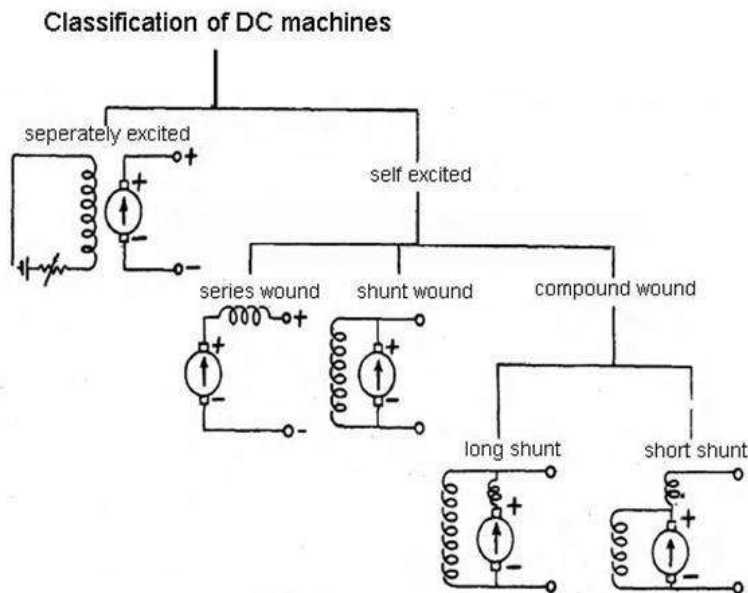 Classification of DC machines
seperately excited
+
+
-
-
self excited
series wound
shunt wound
compound wound
+
+
-
-
+
-
long shunt
short shunt
+
-
+
-